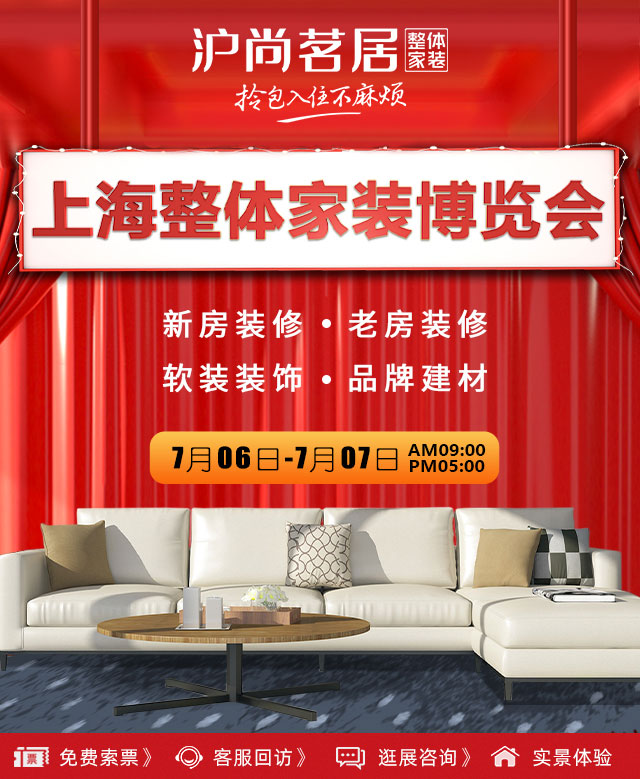 沪尚茗居 整体家装
拎包入住不麻烦
上海整体家装博览会
新房装修·老房装修
软装装饰·品牌建材
7月06日-7月07日 AM09:00 PM05:00
票 免费索票》 客服回访》 逛展咨询》 实景体验